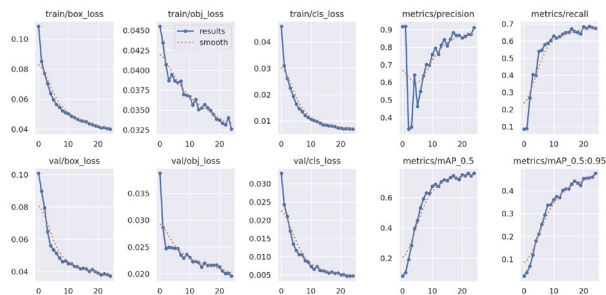 train/box_loss
train/obj_loss
train/cls_loss
metrics/precision
metrics/recall
0.10
0.08
0.06
0.04
0 10 20
0.0450
0.0425
0.0400
0.0375
0.0350
0.0325
results
smooth
0 10 20
0.04
0.03
0.02
0.01
0 10 20
0.9
0.8
0.7
0.6
0.5
0.4
0 10 20
0.7
0.6
0.5
0.4
0.3
0.2
0.1
0 10 20
val/box_loss
val/obj_loss
val/cls_loss
metrics/mAP_0.5
metrics/mAP_0.5:0.95
0.10
0.08
0.06
0.04
0 10 20
0.035
0.030
0.025
0.020
0 10 20
0.030
0.025
0.020
0.015
0.010
0.005
0 10 20
0.6
0.4
0.2
0 10 20
0.4
0.3
0.2
0.1
0 10 20